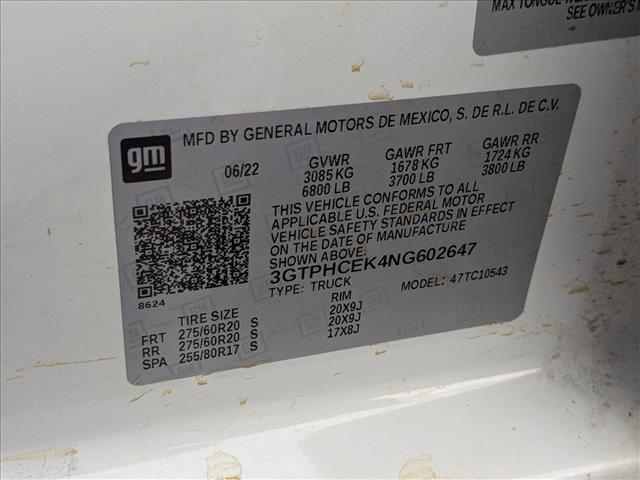 MAX TONGUE
SEE OWNER'S
MFD BY GENERAL MOTORS DE MEXICO, S. DE R.L. DE C.V.
gm
06/22 GVWR GAWR FRT GAWR RR
3085 KG 1678 KG 1724 KG
6800 LB 3700 LB 3800 LB
THIS VEHICLE CONFORMS TO ALL
APPLICABLE U.S. FEDERAL MOTOR
VEHICLE SAFETY STANDARDS IN EFFECT
ON THE DATE OF MANUFACTURE
SHOWN ABOVE.
3GTPHCEK4NG602647
8624
TYPE: TRUCK MODEL: 47TC10543
TIRE SIZE RIM
FRT 275/60R20 S 20X9J
RR 275/60R20 S 20X9J
SPA 255/80R17 S 17X8J